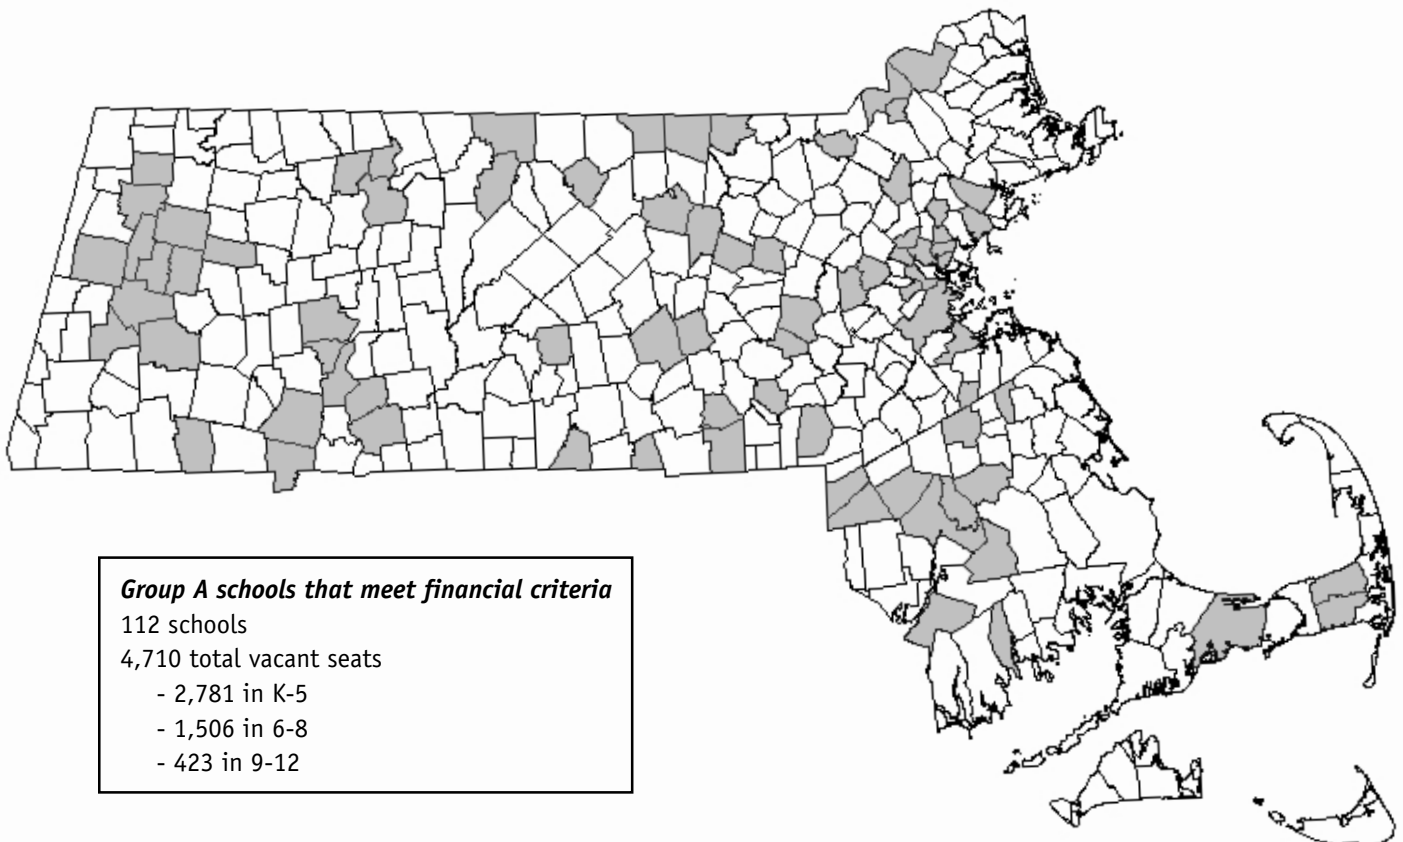 Group A schools that meet financial criteria
112 schools
4,710 total vacant seats
- 2,781 in K-5
- 1,506 in 6-8
- 423 in 9-12